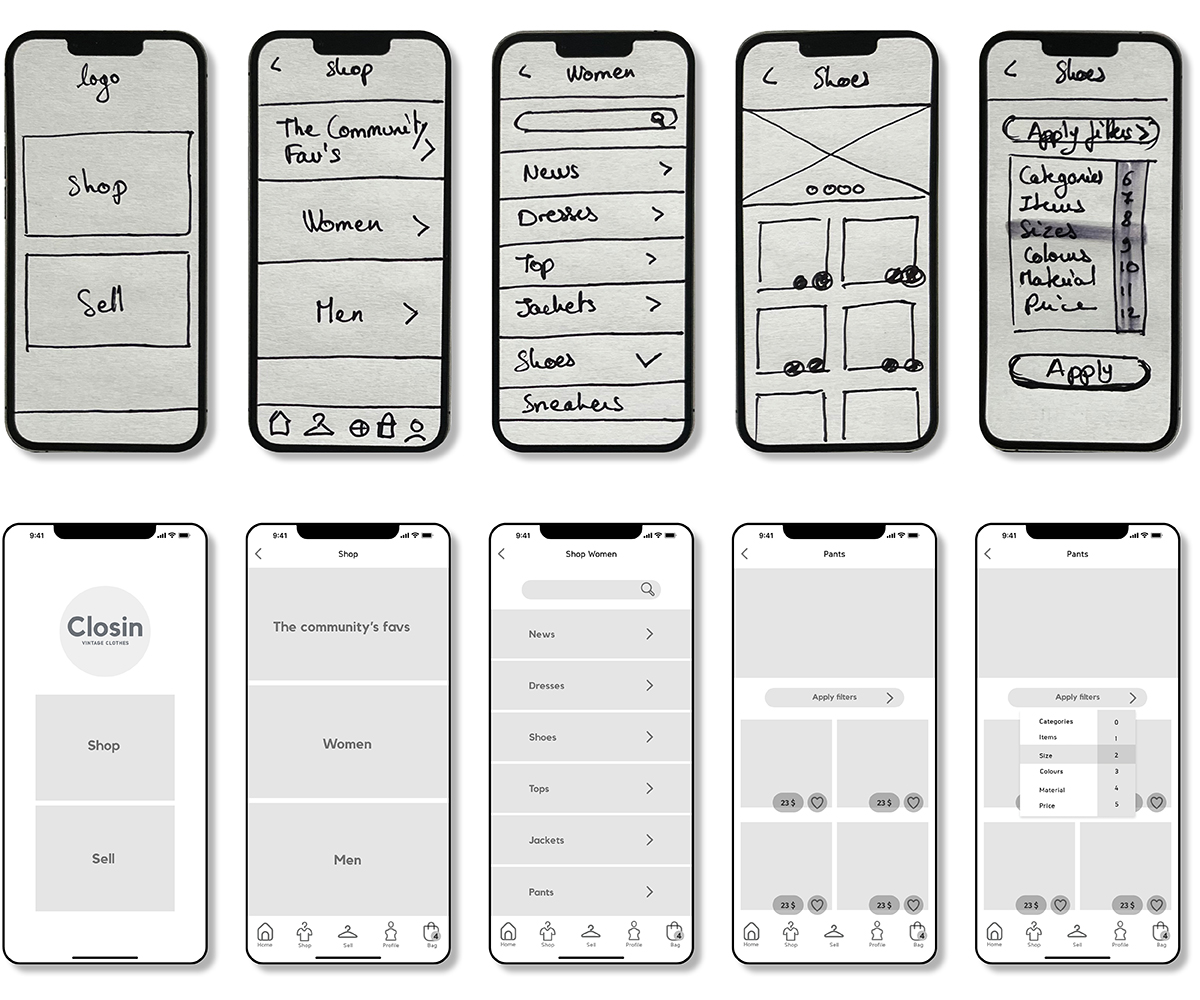 logo
Shop
Sell
Shop
The Community
Fav's
Women
Men
Women
News
Dresses
Top
Jackets
Shoes
Sneakers
Shoes
Shoes
Apply filters
Categories
Items
Sizes
Colours
Material
Price
6
7
8
9
10
11
12
Apply
9:41
Closin
VINTAGE CLOTHES
Shop
Sell
9:41
Shop
The community's favs
Women
Men
Home
Shop
Sell
Profile
Bag
4
9:41
Shop Women
News
Dresses
Shoes
Tops
Jackets
Pants
Home
Shop
Sell
Profile
Bag
4
9:41
Pants
Apply filters
23 $
23 $
23 $
23 $
Home
Shop
Sell
Profile
Bag
4
9:41
Pants
Apply filters
Categories
Items
Size
Colours
Material
Price
0
1
2
3
4
5
23 $
23 $
Home
Shop
Sell
Profile
Bag
4